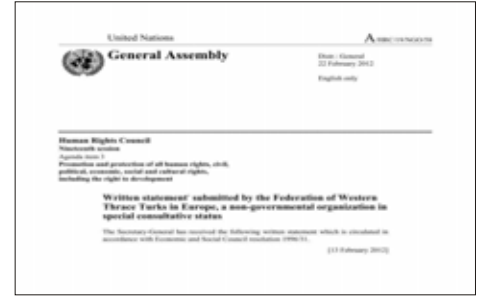 United Nations
General Assembly
A/HRC/19/NGO/
Distr.: General
22 February 2012
English only
Human Rights Council
Nineteenth session
Agenda item 3
Promotion and protection of all human rights, civil,
political, economic, social and cultural rights,
including the right to development
Written statement* submitted by the Federation of Western
Thrace Turks in Europe, a non-governmental organization in
special consultative status
The Secretary-General has received the following written statement which is circulated in
accordance with Economic and Social Council resolution 1996/31.
[13 February 2012]